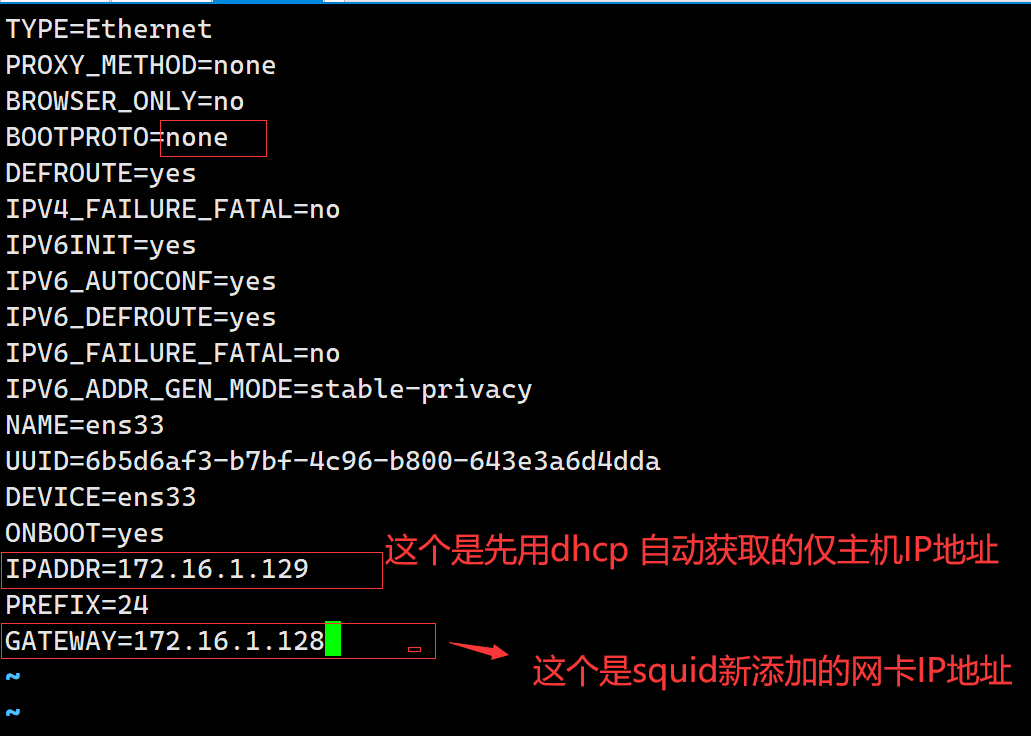 TYPE=Ethernet
PROXY_METHOD=none
BROWSER_ONLY=no
BOOTPROTO=none
DEFROUTE=yes
IPV4_FAILURE_FATAL=no
IPV6INIT=yes
IPV6_AUTOCONF=yes
IPV6_DEFROUTE=yes
IPV6_FAILURE_FATAL=no
IPV6_ADDR_GEN_MODE=stable-privacy
NAME=ens33
UUID=6b5d6af3-b7bf-4c96-b800-643e3a6d4dda
DEVICE=ens33
ONBOOT=yes
这个是先用dhcp 自动获取的仅主机IP地址
IPADDR=172.16.1.129
PREFIX=24
GATEWAY=172.16.1.128
这个是squid新添加的网卡IP地址
~
~